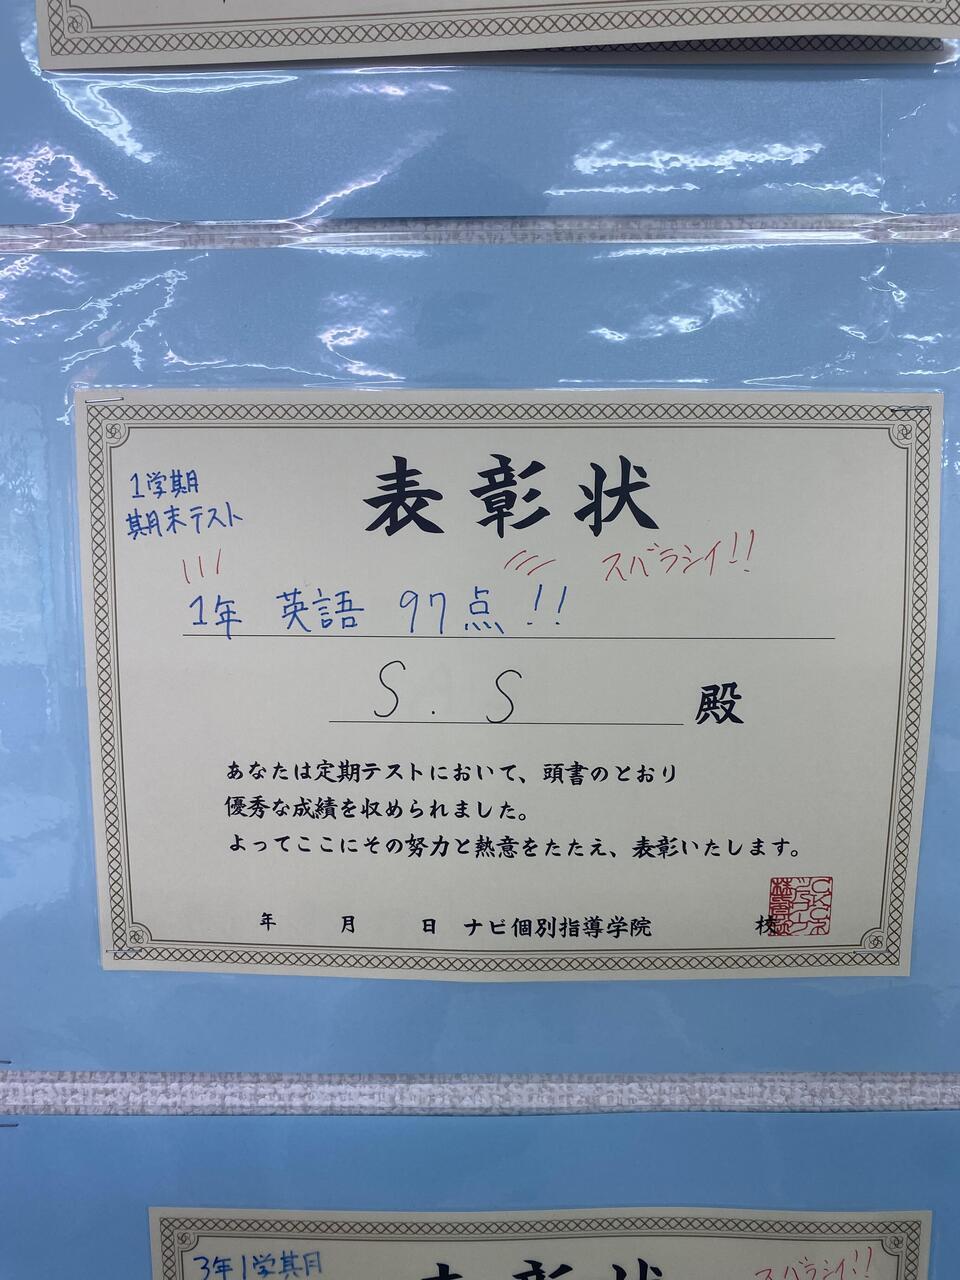 1学期
期末テスト
表彰状
スバラシイ!!
1年 英語 97点!!
S.S 殿
あなたは定期テストにおいて、頭書のとおり
優秀な成績を収められました。
よってここにその努力と熱意をたたえ、表彰いたします。
年 月 日 ナビ個別指導学院 校
3年1学期月
表彰状
スバラシイ!!